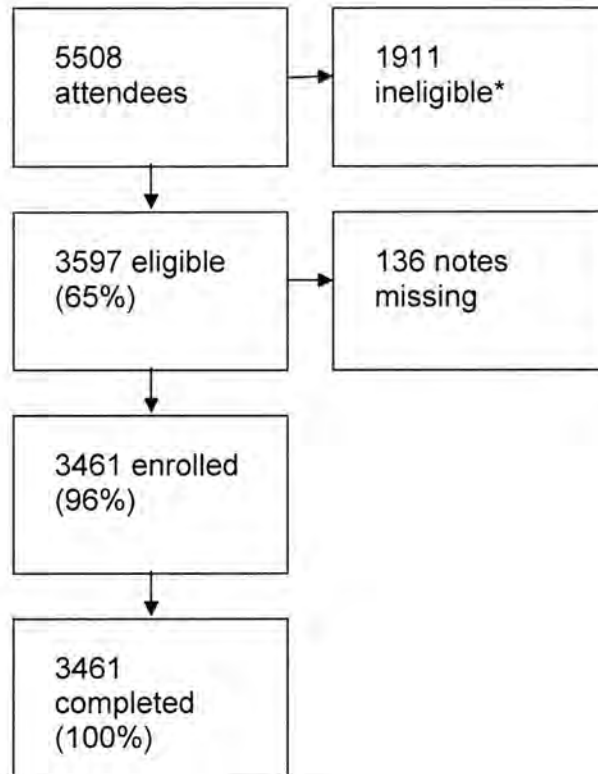 5508
attendees
1911
ineligible*
3597 eligible
(65%)
136 notes
missing
3461 enrolled
(96%)
3461
completed
(100%)